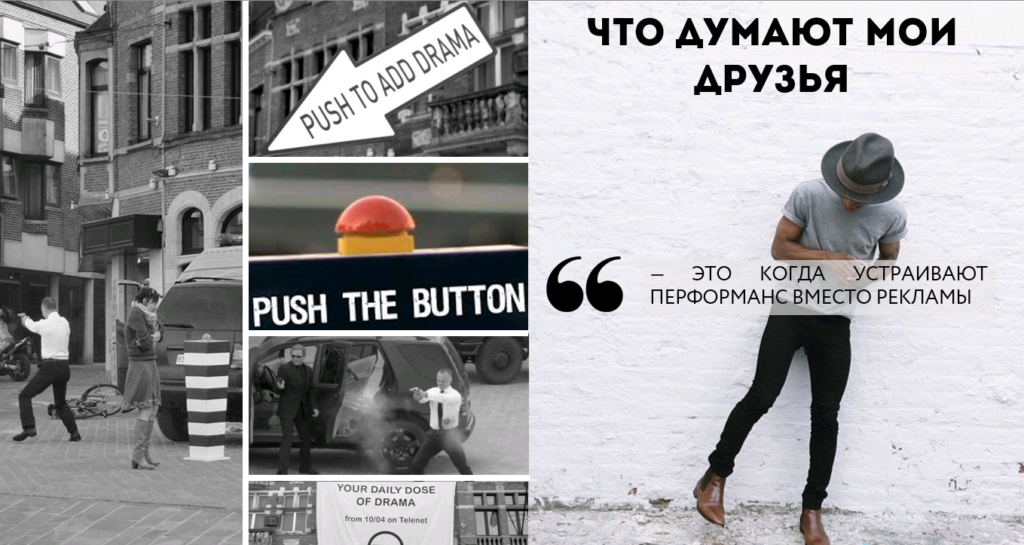 PUSH TO ADD DRAMA
PUSH THE BUTTON
YOUR DAILY DOSE
OF DRAMA
from 10/04 on Telenet
ЧТО ДУМАЮТ МОИ
ДРУЗЬЯ
“
– ЭТО КОГДА УСТРАИВАЮТ
ПЕРФОРМАНС ВМЕСТО РЕКЛАМЫ